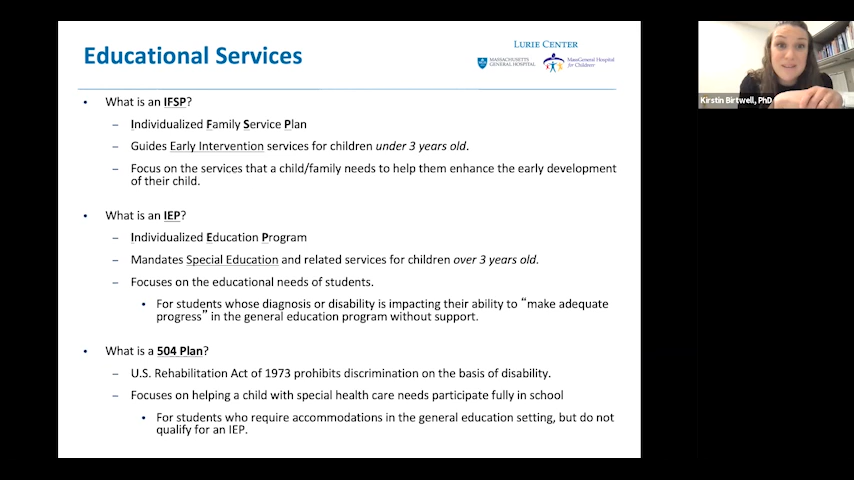 Educational Services
LURIE CENTER
MASSACHUSETTS
GENERAL HOSPITAL
MassGeneral Hospital
for Children
Kirstin Birtwell, PhD
• What is an IFSP?
– Individualized Family Service Plan
– Guides Early Intervention services for children under 3 years old.
– Focus on the services that a child/family needs to help them enhance the early development
of their child.
• What is an IEP?
– Individualized Education Program
– Mandates Special Education and related services for children over 3 years old.
– Focuses on the educational needs of students.
• For students whose diagnosis or disability is impacting their ability to “make adequate
progress” in the general education program without support.
• What is a 504 Plan?
– U.S. Rehabilitation Act of 1973 prohibits discrimination on the basis of disability.
– Focuses on helping a child with special health care needs participate fully in school
• For students who require accommodations in the general education setting, but do not
qualify for an IEP.